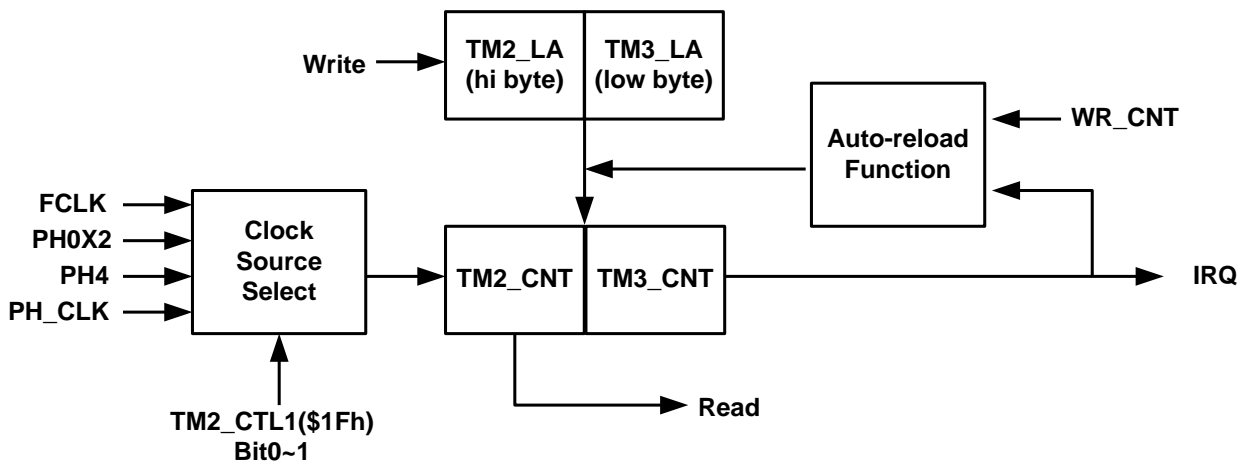 TM2_LA
(hi byte)
TM3_LA
(low byte)
Write
WR_CNT
Auto-reload
Function
FCLK
PH0X2
PH4
PH_CLK
Clock
Source
Select
TM2_CNT
TM3_CNT
IRQ
Read
TM2_CTL1($1Fh)
Bit0~1